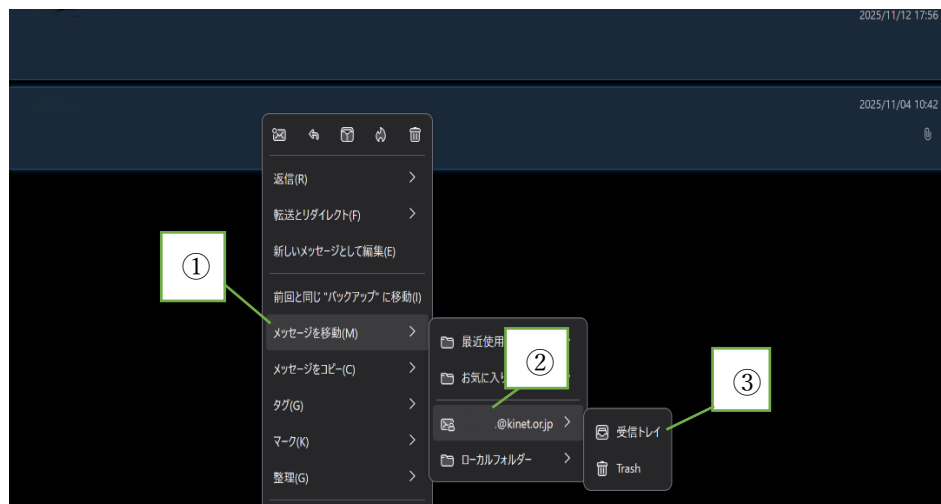 2025/11/12 17:56
2025/11/04 10:42
返信(R)
転送とリダイレクト(F)
新しいメッセージとして編集(E)
①
前回と同じ "バックアップ" に移動(I)
メッセージを移動(M)
最近使用
②
メッセージをコピー(C)
お気に入り
③
タグ(G)
.@kinet.or.jp
受信トレイ
マーク(K)
ローカルフォルダー
Trash
整理(G)